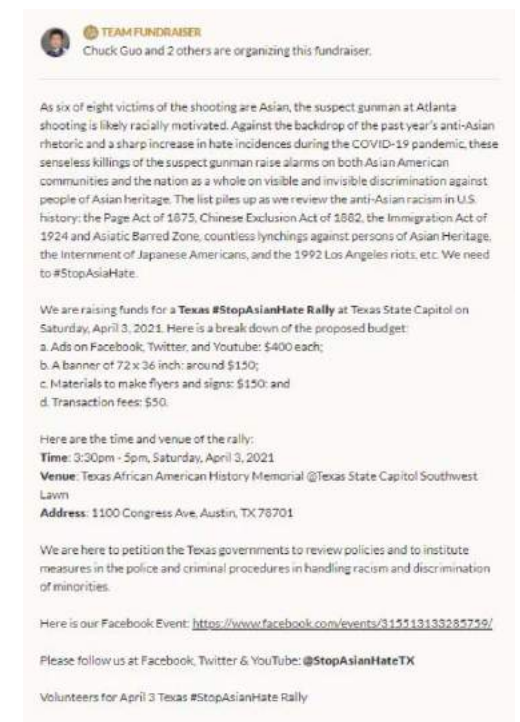 TEAM FUNDRAISER
Chuck Guo and 2 others are organizing this fundraiser.
As six of eight victims of the shooting are Asian, the suspect gunman at Atlanta
shooting is likely racially motivated. Against the backdrop of the past year's anti-Asian
rhetoric and a sharp increase in hate incidences during the COVID-19 pandemic, these
senseless killings of the suspect gunman raise alarms on both Asian American
communities and the nation as a whole on visible and invisible discrimination against
people of Asian heritage. The list piles up as we review the anti-Asian racism in U.S.
history: the Page Act of 1875, Chinese Exclusion Act of 1882, the Immigration Act of
1924 and Asiatic Barred Zone, countless lynchings against persons of Asian Heritage,
the Internment of Japanese Americans, and the 1992 Los Angeles riots, etc. We need
to #StopAsiaHate.
We are raising funds for a Texas #StopAsianHate Rally at Texas State Capitol on
Saturday, April 3, 2021. Here is a break down of the proposed budget:
a. Ads on Facebook, Twitter, and Youtube: $400 each;
b. A banner of 72 x 36 inch: around $150;
c. Materials to make flyers and signs: $150; and
d. Transaction fees: $50.
Here are the time and venue of the rally:
Time: 3:30pm - 5pm, Saturday, April 3, 2021
Venue: Texas African American History Memorial @Texas State Capitol Southwest
Lawn
Address: 1100 Congress Ave, Austin, TX 78701
We are here to petition the Texas governments to review policies and to institute
measures in the police and criminal procedures in handling racism and discrimination
of minorities.
Here is our Facebook Event: https://www.facebook.com/events/315513133285759/
Please follow us at Facebook, Twitter & YouTube: @StopAsianHateTX
Volunteers for April 3 Texas #StopAsianHate Rally